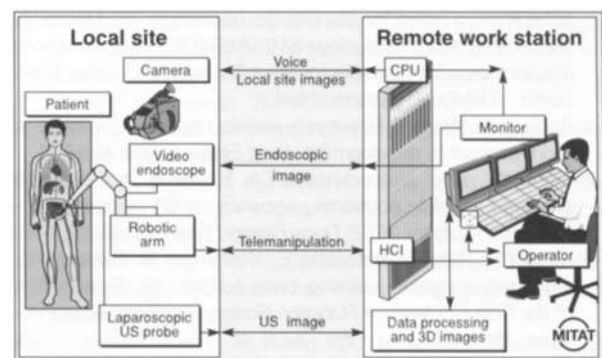 Local site
Remote work station
Camera
Voice
Local site images
CPU
Patient
Monitor
Video
endoscope
Endoscopic
image
Robotic
arm
Telemanipulation
HCI
Operator
Laparoscopic
US probe
US image
Data processing
and 3D images
MITAT